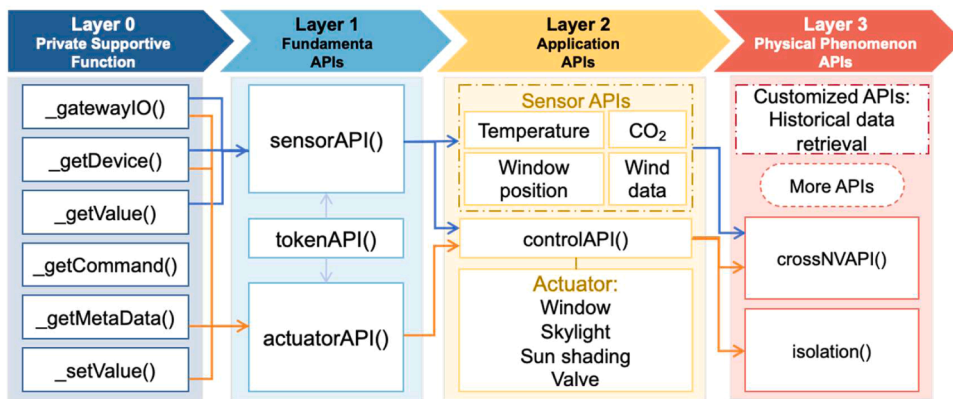 Layer 0
Private Supportive
Function
Layer 1
Fundamenta
APIs
Layer 2
Application
APIs
Layer 3
Physical Phenomenon
APIs
_gatewayIO()
_getDevice()
_getValue()
_getCommand()
_getMetaData()
_setValue()
sensorAPI()
tokenAPI()
actuatorAPI()
Sensor APIs
Temperature
CO₂
Window
position
Wind
data
controlAPI()
Actuator:
Window
Skylight
Sun shading
Valve
Customized APIs:
Historical data
retrieval
More APIs
crossNVAPI()
isolation()